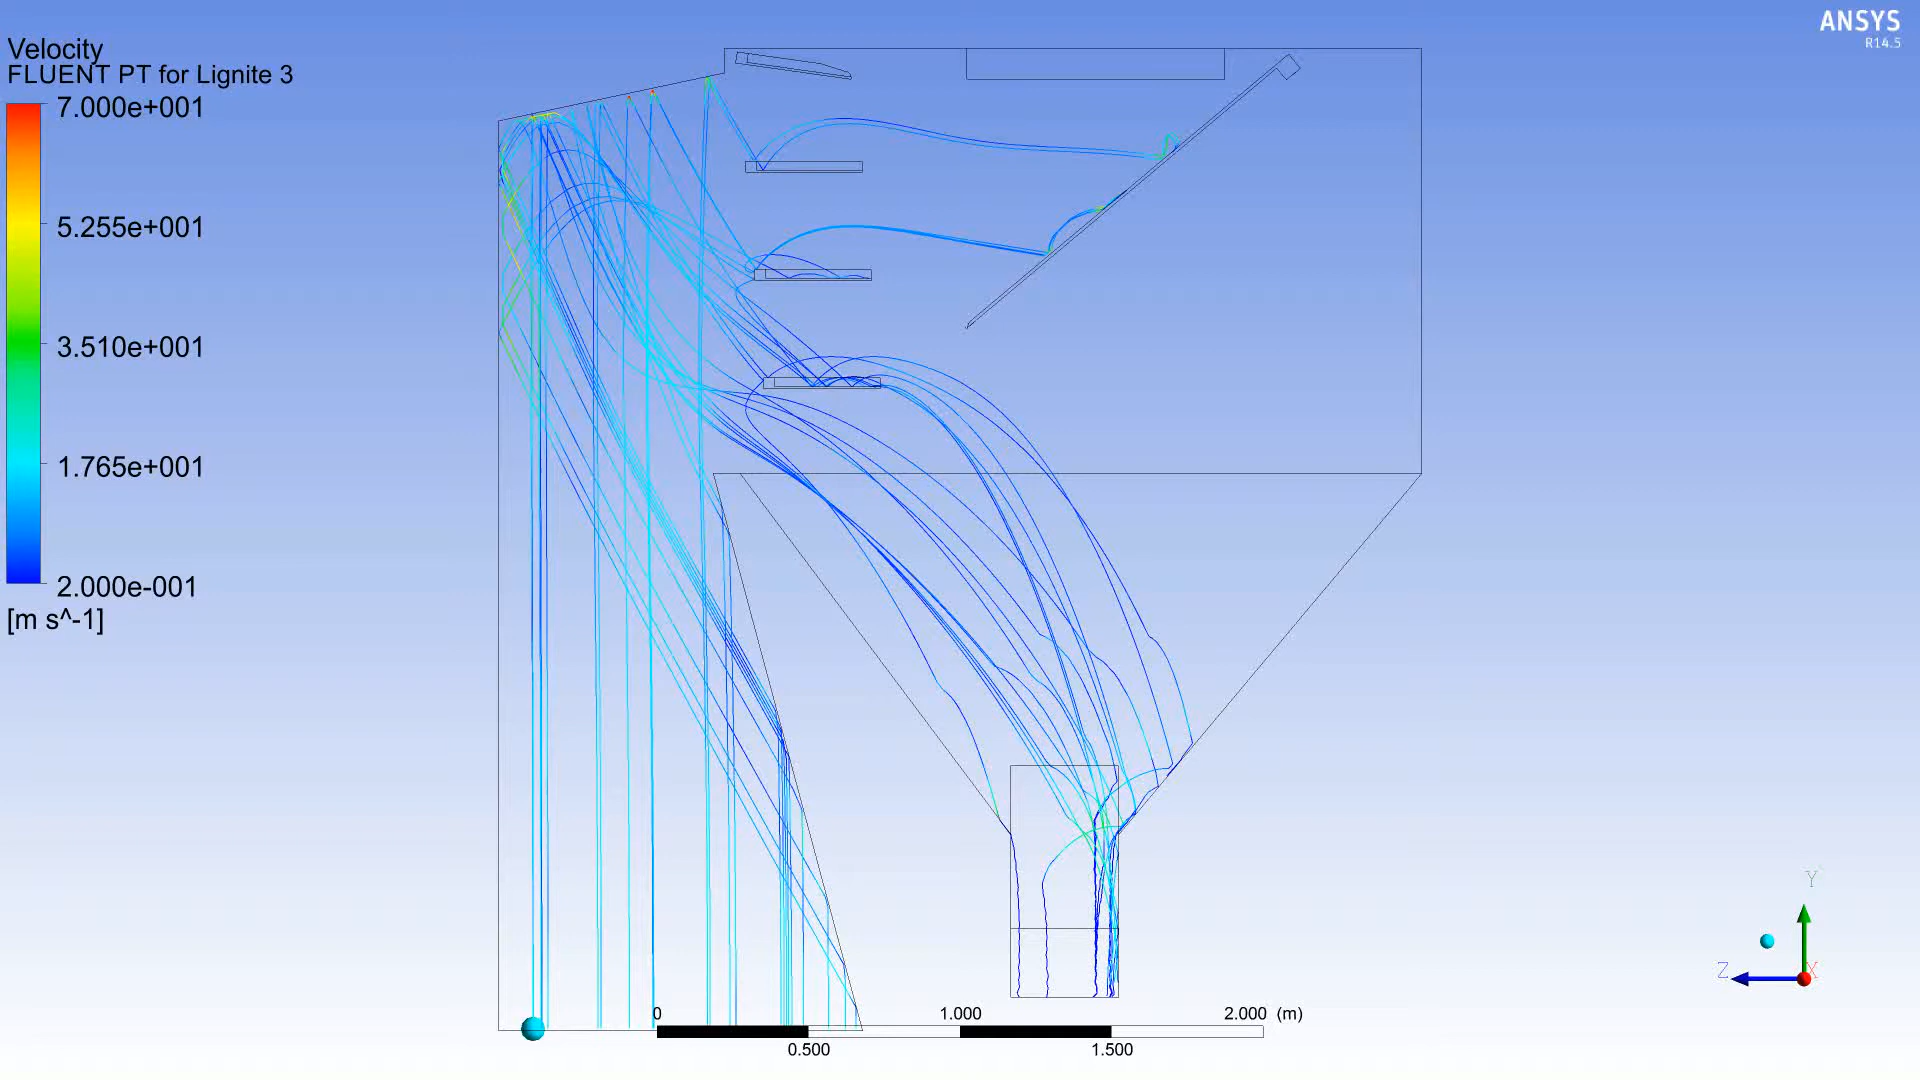 ANSYS
R14.5
Velocity
FLUENT PT for Lignite 3
7.000e+001
5.255e+001
3.510e+001
1.765e+001
2.000e-001
[m s^-1]
Y
Z
X
0
1.000
2.000 (m)
0.500
1.500